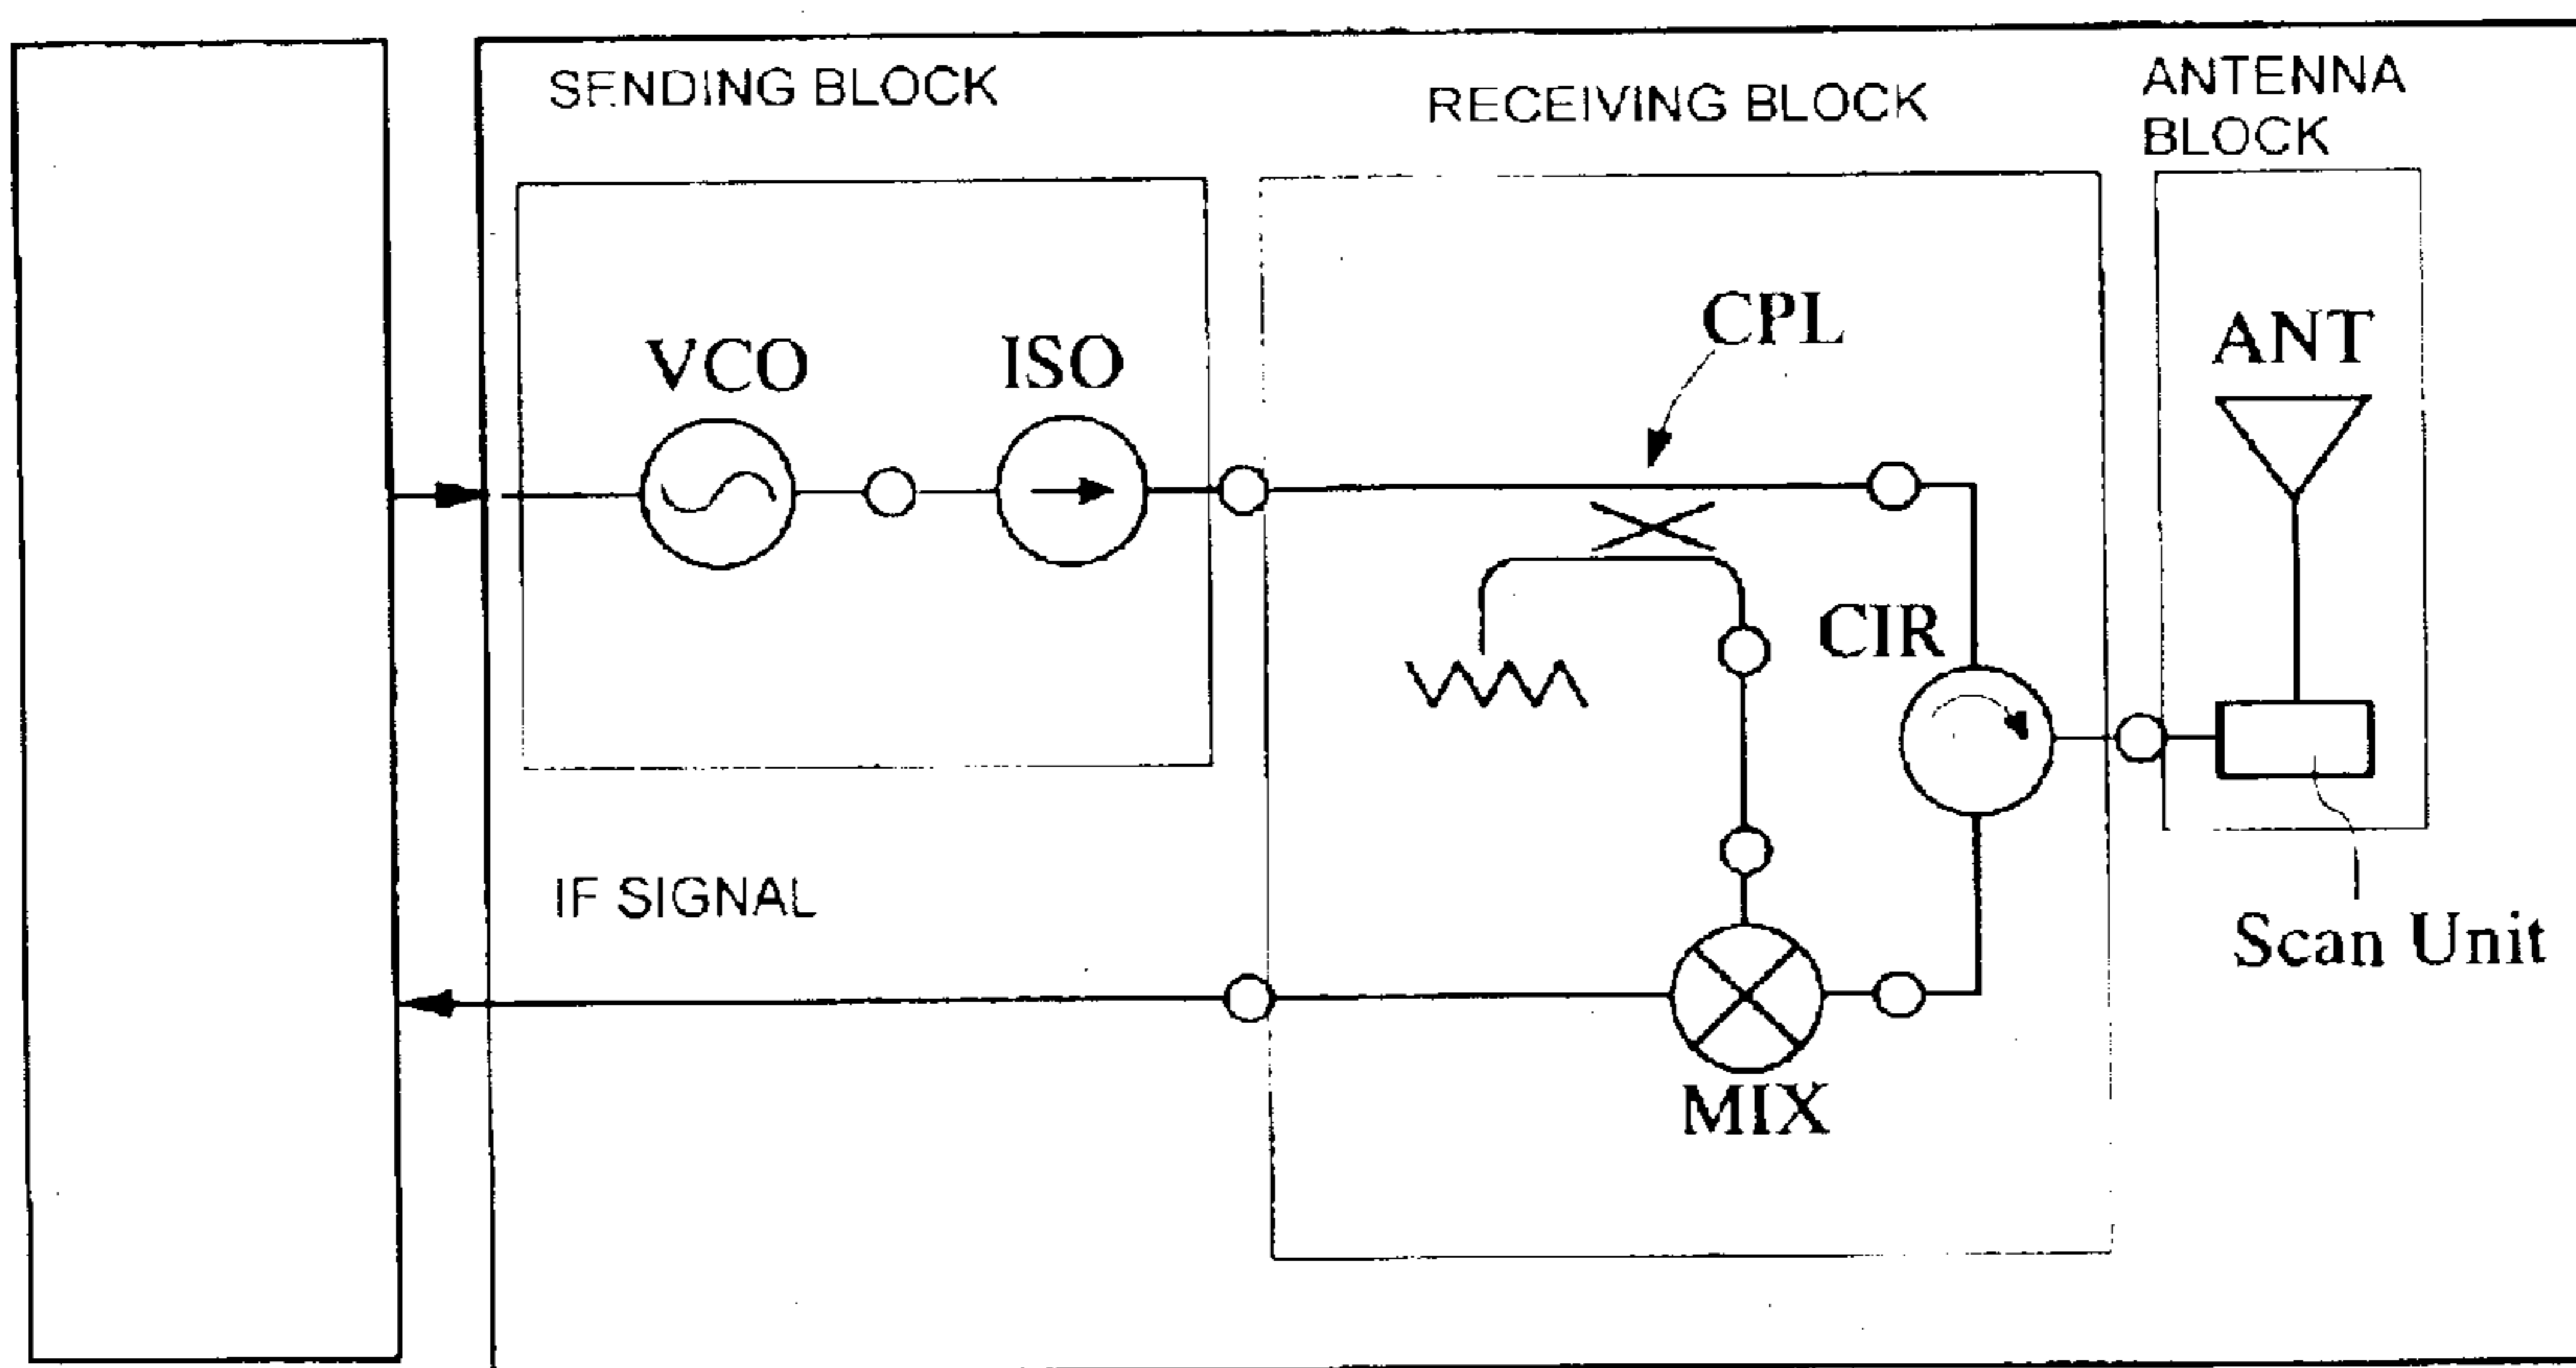 SENDING BLOCK
RECEIVING BLOCK
ANTENNA
BLOCK
VCO
ISO
CPL
ANT
CIR
IF SIGNAL
Scan Unit
MIX